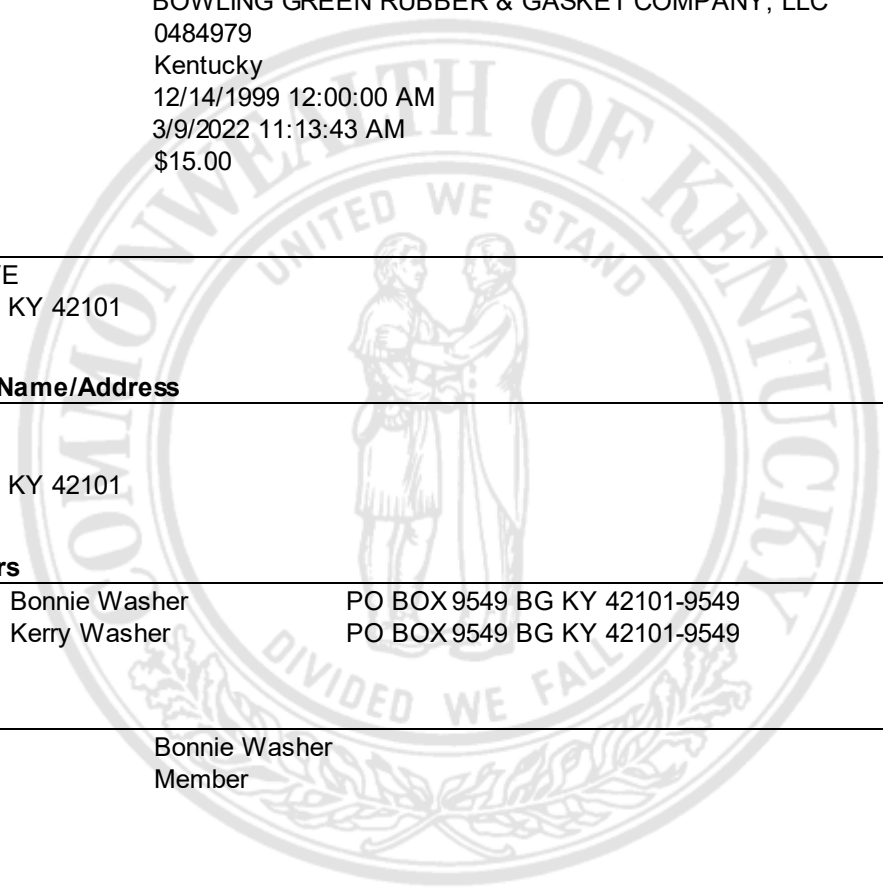 BOWLING GREEN RUBBER & GASKET COMPANY, LLC
0484979
Kentucky
12/14/1999 12:00:00 AM
3/9/2022 11:13:43 AM
$15.00
KY 42101
Name/Address
KY 42101
Bonnie Washer PO BOX 9549 BG KY 42101-9549
Kerry Washer PO BOX 9549 BG KY 42101-9549
Bonnie Washer
Member
COMMONWEALTH OF KENTUCKY
UNITED WE STAND
DIVIDED WE FALL